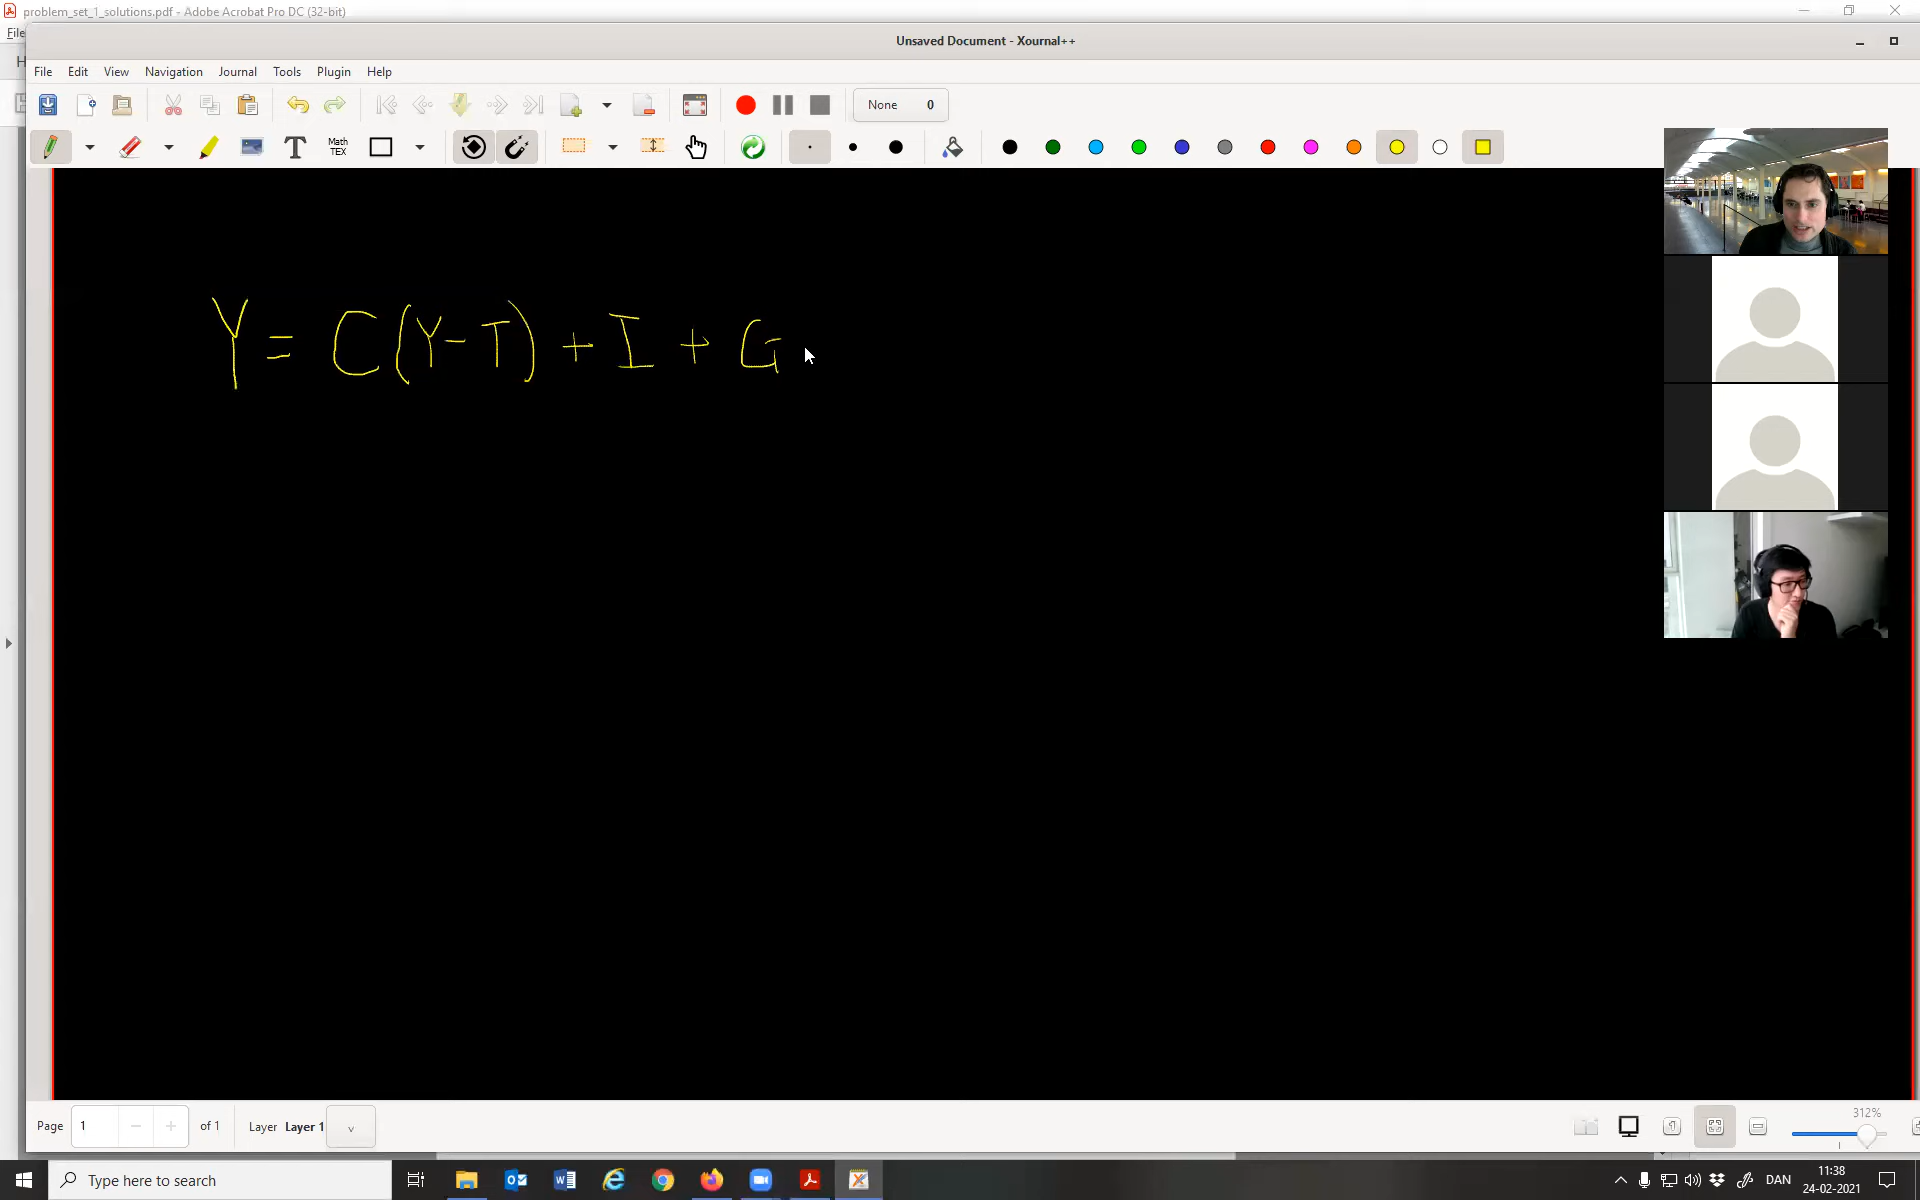 problem_set_1_solutions.pdf - Adobe Acrobat Pro DC (32-bit)
File
Unsaved Document - Xournal++
File Edit View Navigation Journal Tools Plugin Help
None 0
T Math TEX
Y = C(Y-T) + I + G
Page 1 of 1 Layer Layer 1
312%
Type here to search
DAN
11:38
24-02-2021